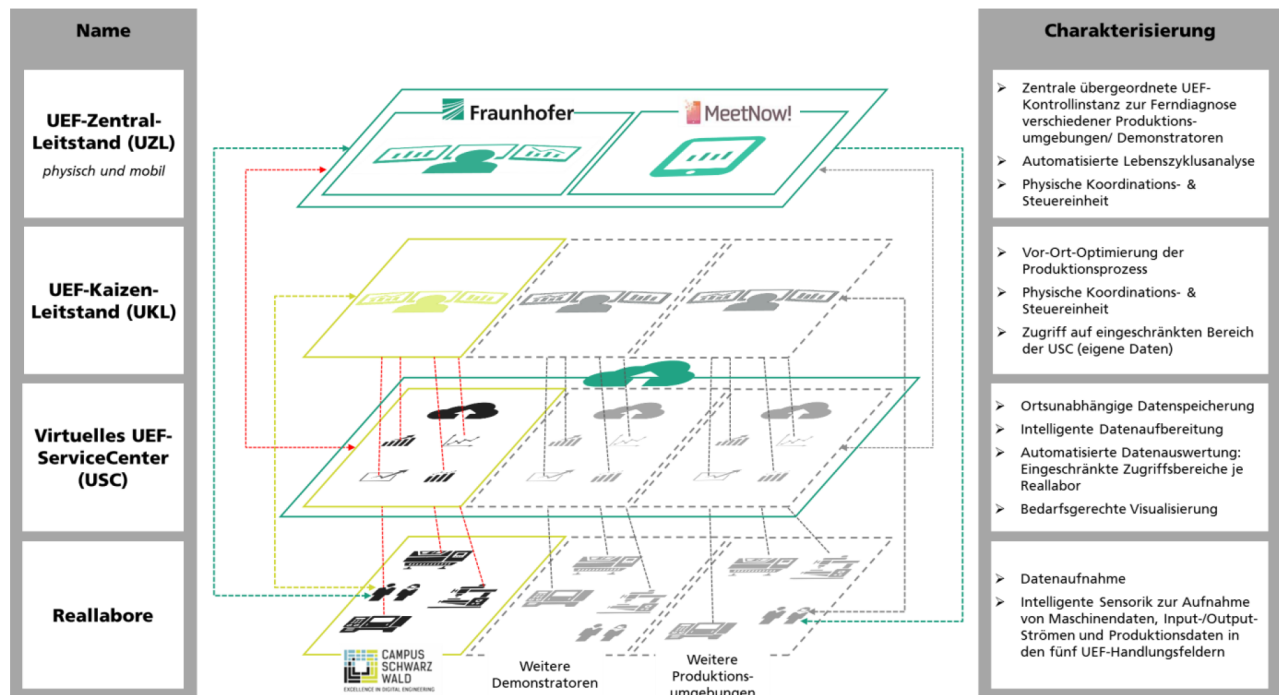 Name
UEF-Zentral-
Leitstand (UZL)
physisch und mobil
UEF-Kaizen-
Leitstand (UKL)
Virtuelles UEF-
ServiceCenter
(USC)
Reallabore
Fraunhofer
MeetNow!
CAMPUS
SCHWARZ
WALD
EXCELLENCE IN DIGITAL ENGINEERING
Weitere
Demonstratoren
Weitere
Produktions-
umgebungen
Charakterisierung
➢ Zentrale übergeordnete UEF-
Kontrollinstanz zur Ferndiagnose
verschiedener Produktions-
umgebungen/ Demonstratoren
➢ Automatisierte Lebenszyklusanalyse
➢ Physische Koordinations- &
Steuereinheit
➢ Vor-Ort-Optimierung der
Produktionsprozess
➢ Physische Koordinations- &
Steuereinheit
➢ Zugriff auf eingeschränkten Bereich
der USC (eigene Daten)
➢ Ortsunabhängige Datenspeicherung
➢ Intelligente Datenaufbereitung
➢ Automatisierte Datenauswertung:
Eingeschränkte Zugriffsbereiche je
Reallabor
➢ Bedarfsgerechte Visualisierung
➢ Datenaufnahme
➢ Intelligente Sensorik zur Aufnahme
von Maschinendaten, Input-/Output-
Strömen und Produktionsdaten in
den fünf UEF-Handlungsfeldern